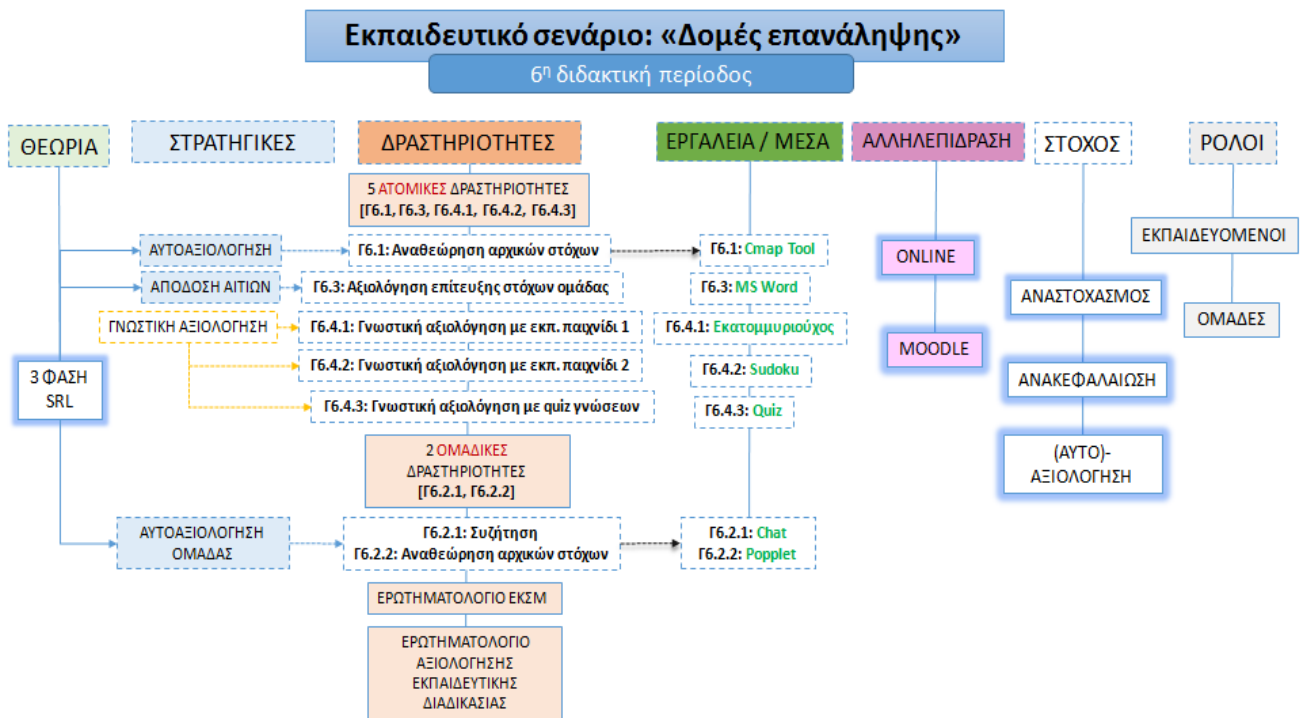 Εκπαιδευτικό σενάριο: «Δομές επανάληψης»
6η διδακτική περίοδος
ΘΕΩΡΙΑ
ΣΤΡΑΤΗΓΙΚΕΣ
ΔΡΑΣΤΗΡΙΟΤΗΤΕΣ
ΕΡΓΑΛΕΙΑ / ΜΕΣΑ
ΑΛΛΗΛΕΠΙΔΡΑΣΗ
ΣΤΟΧΟΣ
ΡΟΛΟΙ
5 ΑΤΟΜΙΚΕΣ ΔΡΑΣΤΗΡΙΟΤΗΤΕΣ
[Γ6.1, Γ6.3, Γ6.4.1, Γ6.4.2, Γ6.4.3]
ΑΥΤΟΑΞΙΟΛΟΓΗΣΗ
Γ6.1: Αναθεώρηση αρχικών στόχων
Γ6.1: Cmap Tool
ΑΠΟΔΟΣΗ ΑΙΤΙΩΝ
Γ6.3: Αξιολόγηση επίτευξης στόχων ομάδας
Γ6.3: MS Word
ΓΝΩΣΤΙΚΗ ΑΞΙΟΛΟΓΗΣΗ
Γ6.4.1: Γνωστική αξιολόγηση με εκπ. παιχνίδι 1
Γ6.4.1: Εκατομμυριούχος
Γ6.4.2: Γνωστική αξιολόγηση με εκπ. παιχνίδι 2
Γ6.4.2: Sudoku
3 ΦΑΣΗ
SRL
Γ6.4.3: Γνωστική αξιολόγηση με quiz γνώσεων
Γ6.4.3: Quiz
2 ΟΜΑΔΙΚΕΣ
ΔΡΑΣΤΗΡΙΟΤΗΤΕΣ
[Γ6.2.1, Γ6.2.2]
ΑΥΤΟΑΞΙΟΛΟΓΗΣΗ
ΟΜΑΔΑΣ
Γ6.2.1: Συζήτηση
Γ6.2.2: Αναθεώρηση αρχικών στόχων
Γ6.2.1: Chat
Γ6.2.2: Popplet
ΕΡΩΤΗΜΑΤΟΛΟΓΙΟ ΕΚΣΜ
ΕΡΩΤΗΜΑΤΟΛΟΓΙΟ
ΑΞΙΟΛΟΓΗΣΗΣ
ΕΚΠΑΙΔΕΥΤΙΚΗΣ
ΔΙΑΔΙΚΑΣΙΑΣ
ONLINE
MOODLE
ΑΝΑΣΤΟΧΑΣΜΟΣ
ΑΝΑΚΕΦΑΛΑΙΩΣΗ
(ΑΥΤΟ)-
ΑΞΙΟΛΟΓΗΣΗ
ΕΚΠΑΙΔΕΥΟΜΕΝΟΙ
ΟΜΑΔΕΣ